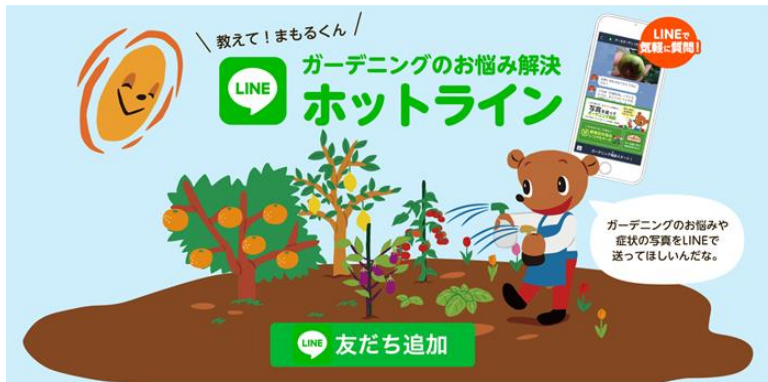 教えて！まもるくん
LINE
ガーデニングのお悩み解決
ホットライン
LINEで
気軽に質問！
ガーデニングのお悩みや
症状の写真をLINEで
送ってほしいんだな。
LINE
友だち追加